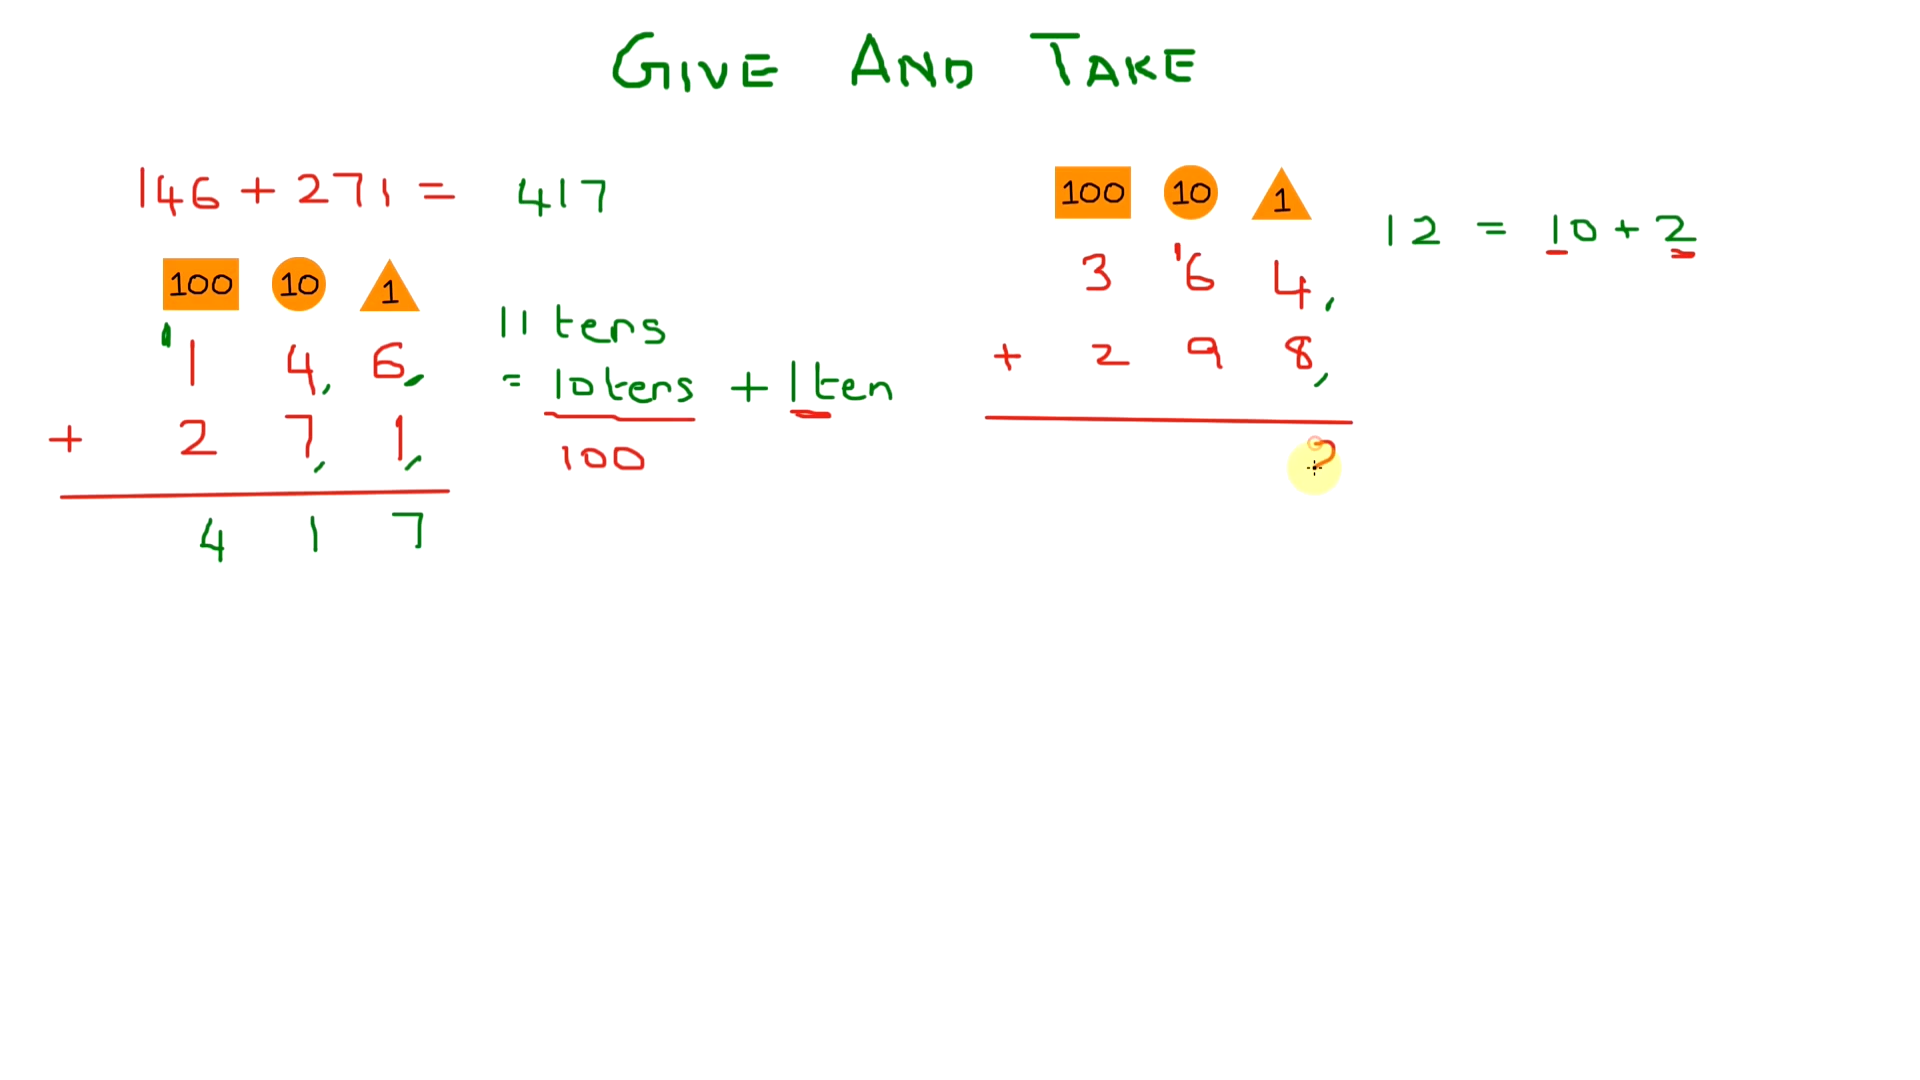 GIVE AND TAKE
146 + 271 = 417
100 10 1
1
1 4, 6,
+ 2 7, 1,
4 1 7
11 tens
= 10 tens + 1 ten
100
100 10 1
1
3 6 4,
+ 2 9 8,
2
12 = 10 + 2